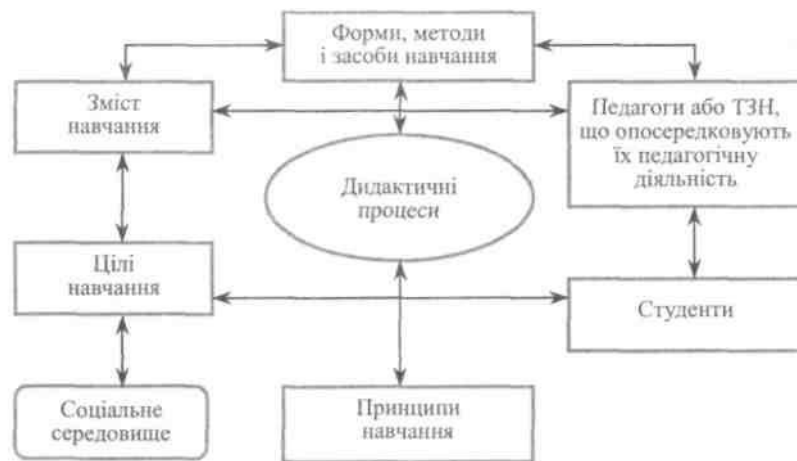 Форми, методи
і засоби навчання
Зміст
навчання
Педагоги або ТЗН,
що опосередковують
їх педагогічну
діяльність
Дидактичні
процеси
Цілі
навчання
Студенти
Соціальне
середовище
Принципи
навчання